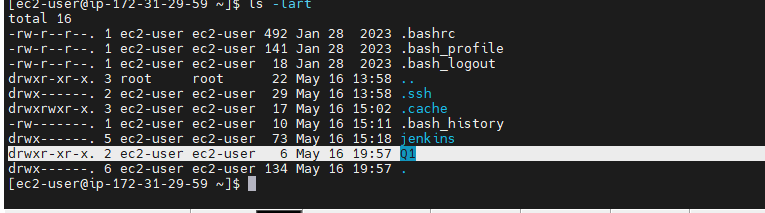 [ec2-user@ip-172-31-29-59 ~]$ ls -lart
total 16
-rw-r--r--. 1 ec2-user ec2-user 492 Jan 28  2023 .bashrc
-rw-r--r--. 1 ec2-user ec2-user 141 Jan 28  2023 .bash_profile
-rw-r--r--. 1 ec2-user ec2-user  18 Jan 28  2023 .bash_logout
drwxr-xr-x. 3 root     root      22 May 16 13:58 ..
drwx------. 2 ec2-user ec2-user  29 May 16 13:58 .ssh
drwxrwxr-x. 3 ec2-user ec2-user  17 May 16 15:02 .cache
-rw-------. 1 ec2-user ec2-user  10 May 16 15:11 .bash_history
drwx------. 5 ec2-user ec2-user  73 May 16 15:18 jenkins
drwxr-xr-x. 2 ec2-user ec2-user   6 May 16 19:57 Q1
drwx------. 6 ec2-user ec2-user 134 May 16 19:57 .
[ec2-user@ip-172-31-29-59 ~]$